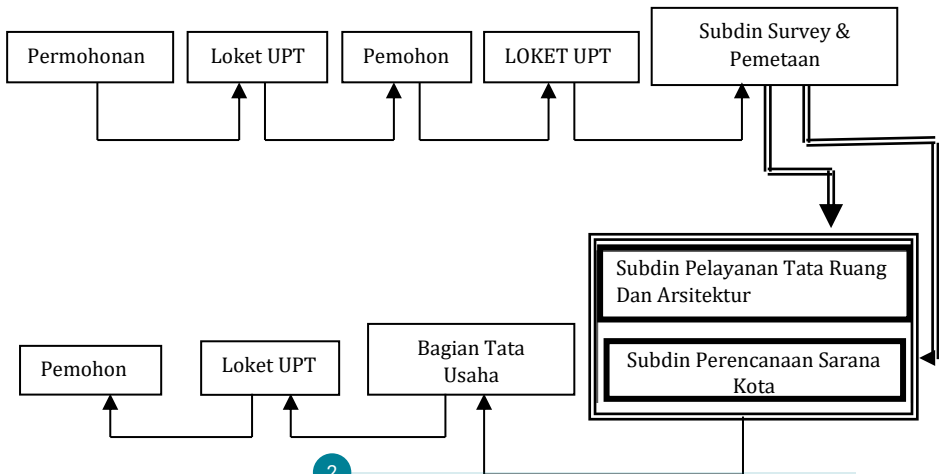 Permohonan
Loket UPT
Pemohon
LOKET UPT
Subdin Survey &
Pemetaan
Subdin Pelayanan Tata Ruang
Dan Arsitektur
Subdin Perencanaan Sarana
Kota
Bagian Tata
Usaha
Loket UPT
Pemohon
2